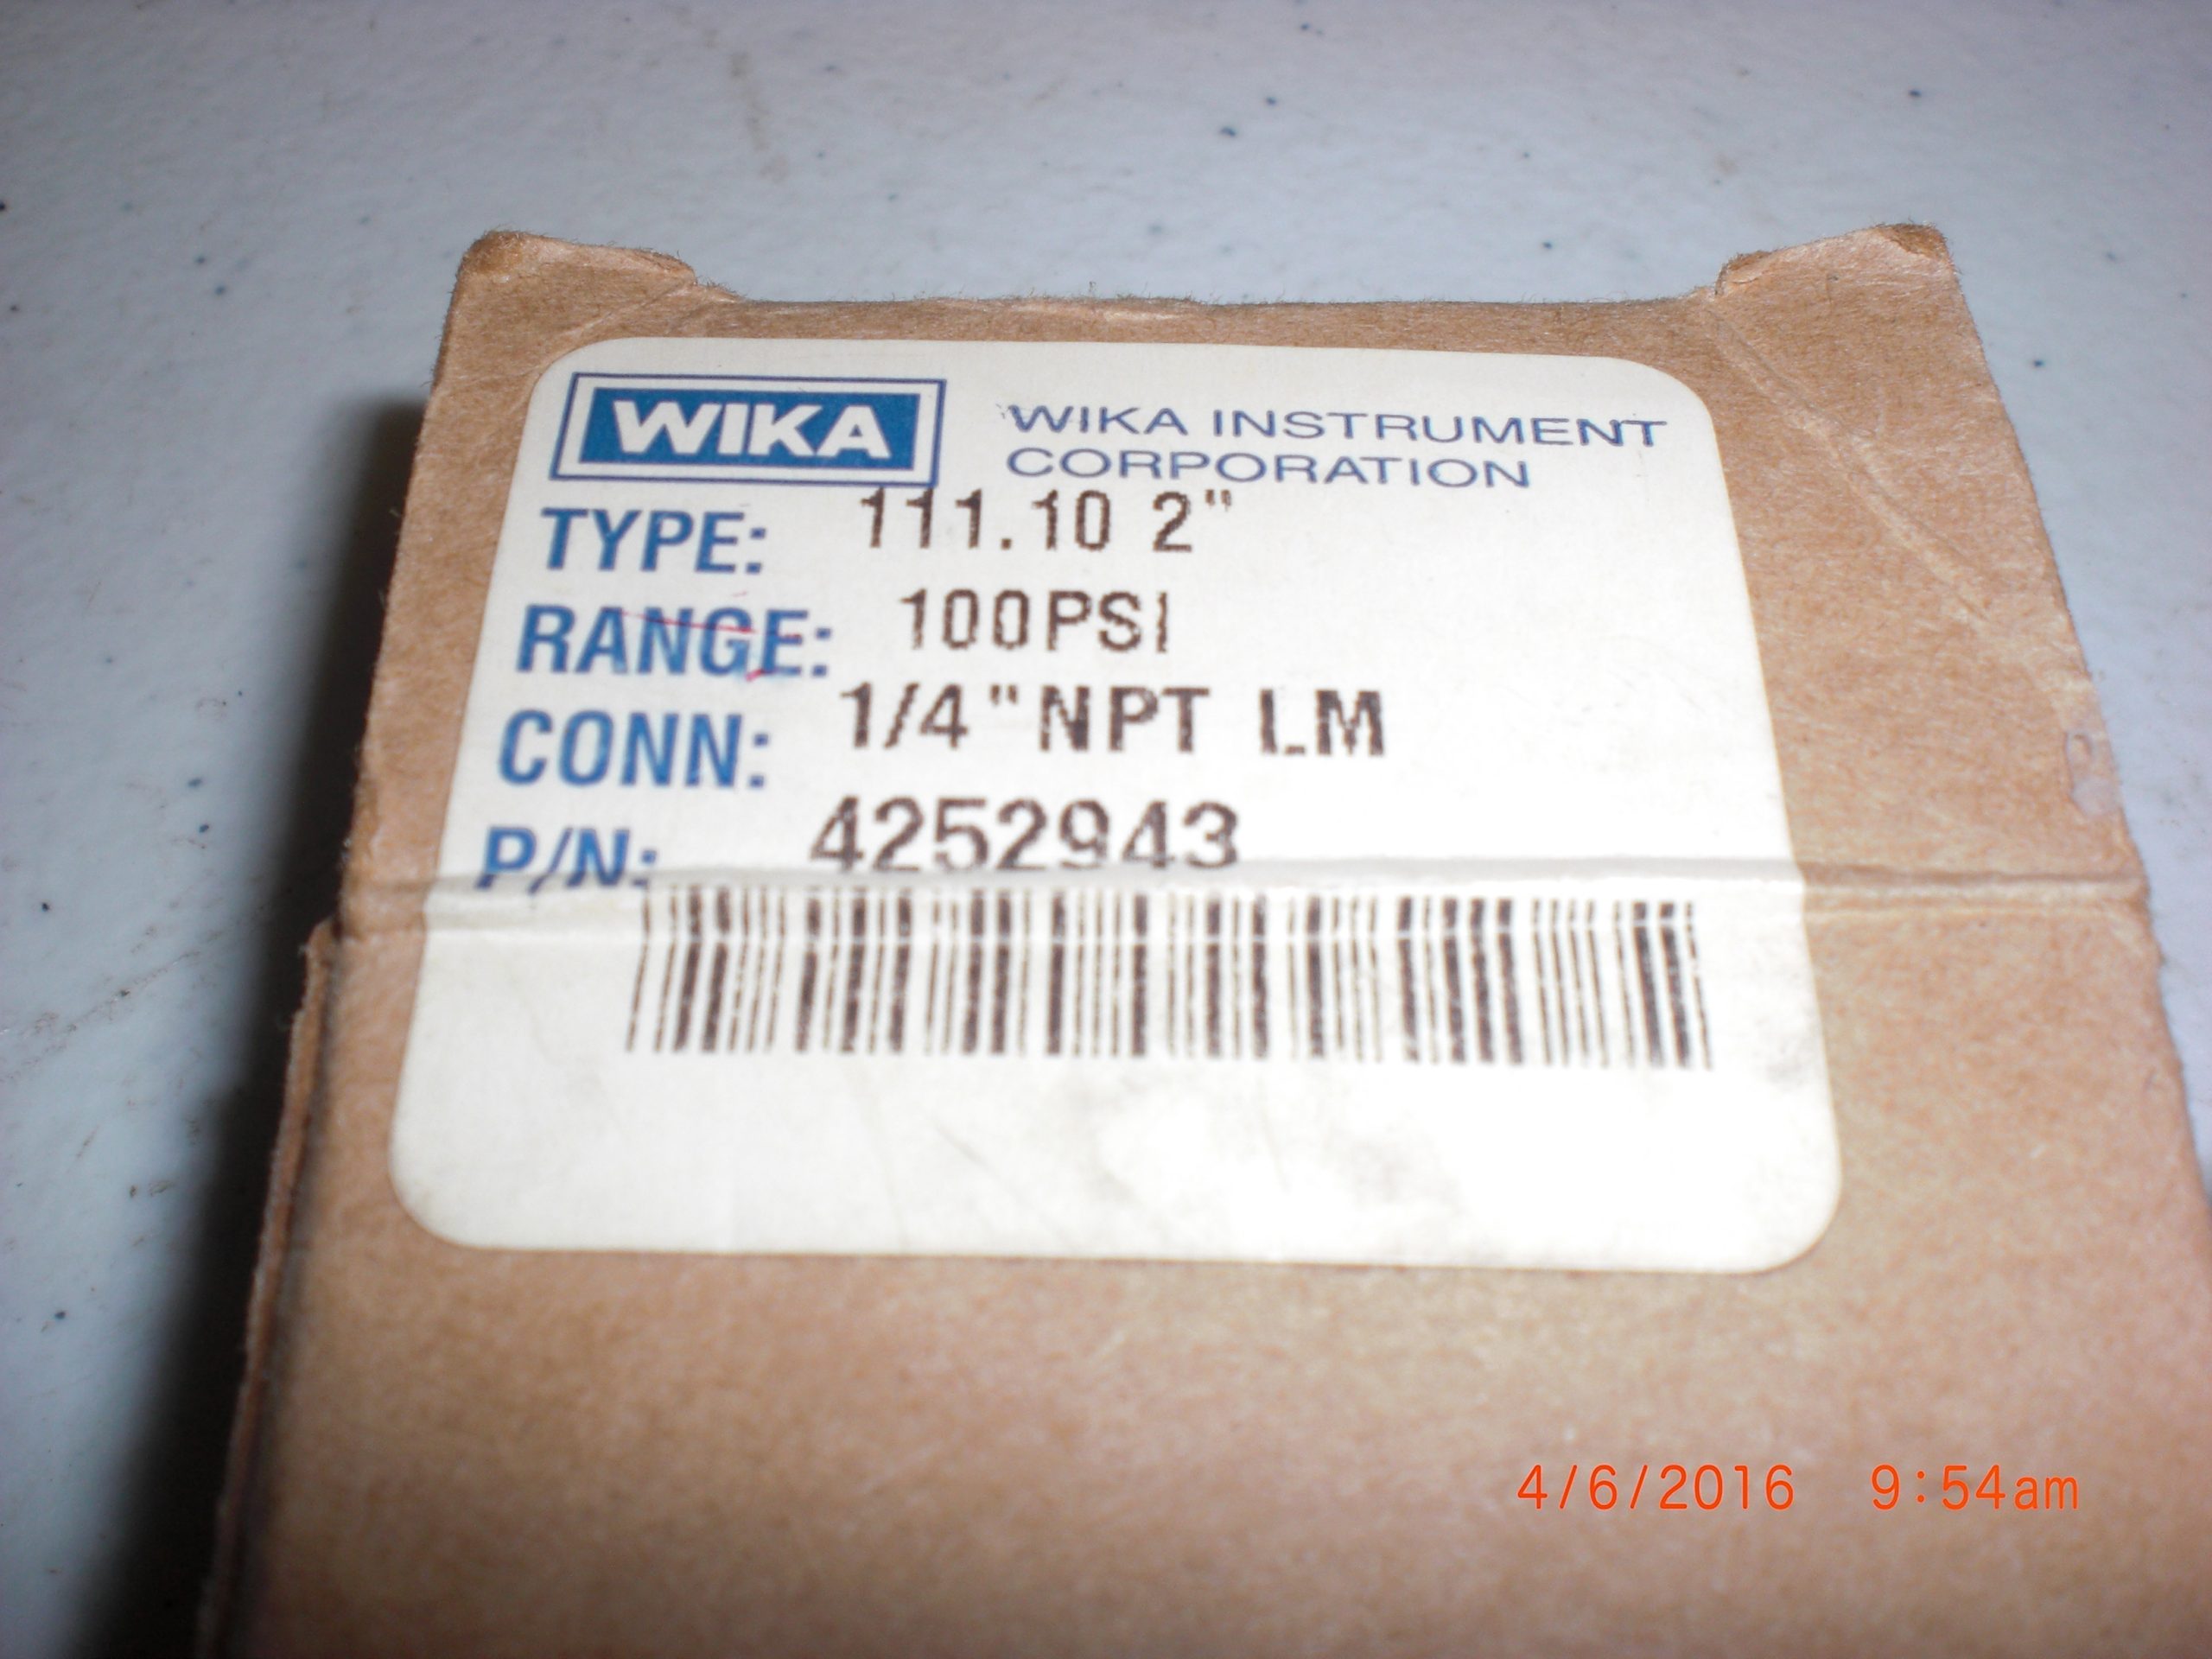 WIKA
WIKA INSTRUMENT
CORPORATION
TYPE: 111.10 2"
RANGE: 100PSI
CONN: 1/4"NPT LM
P/N: 4252943
4/6/2016 9:54am